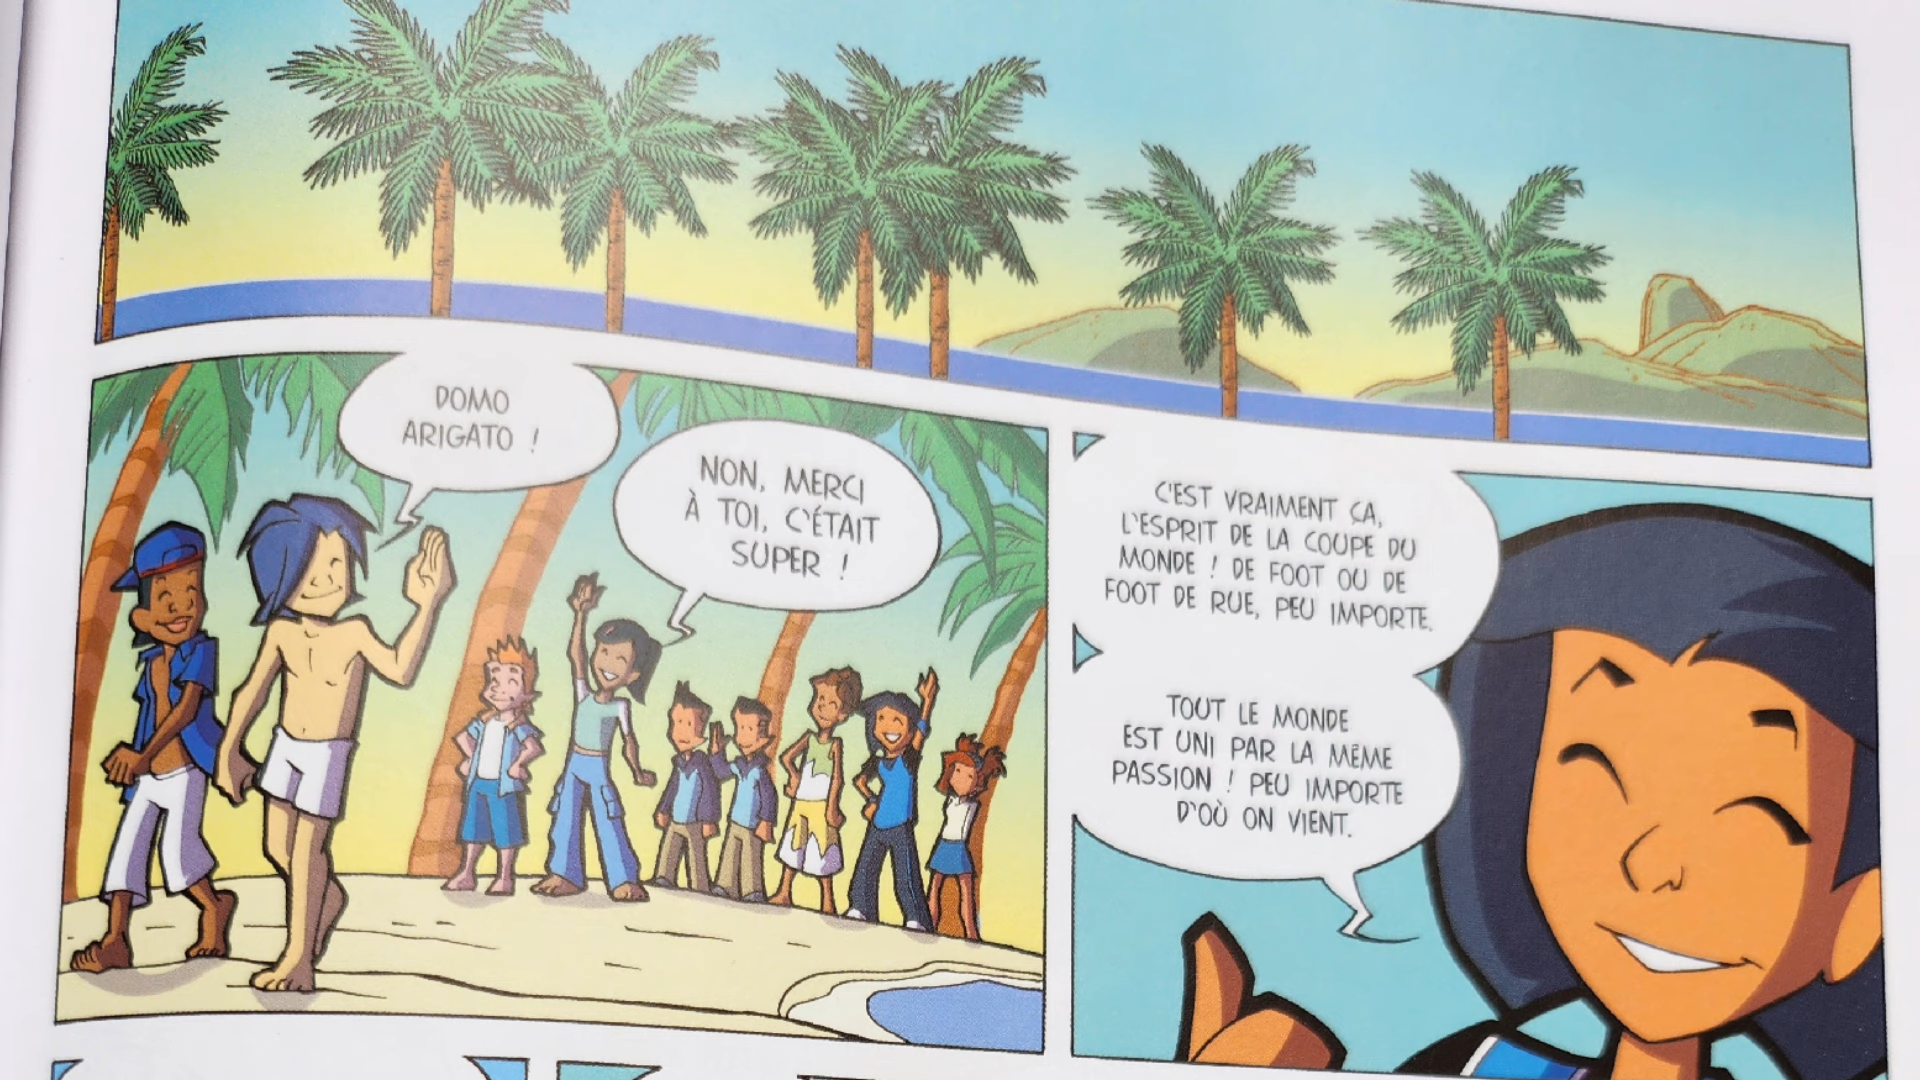 DOMO
ARIGATO !
NON, MERCI
À TOI, C'ÉTAIT
SUPER !
C'EST VRAIMENT ÇA,
L'ESPRIT DE LA COUPE DU
MONDE ! DE FOOT OU DE
FOOT DE RUE, PEU IMPORTE.
TOUT LE MONDE
EST UNI PAR LA MÊME
PASSION ! PEU IMPORTE
D'OÙ ON VIENT.